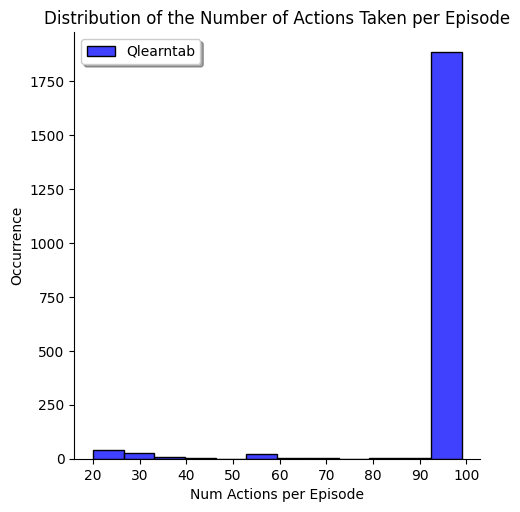 Distribution of the Number of Actions Taken per Episode
Qlearntab
1750
1500
1250
1000
750
500
250
0
Occurrence
20 30 40 50 60 70 80 90 100
Num Actions per Episode